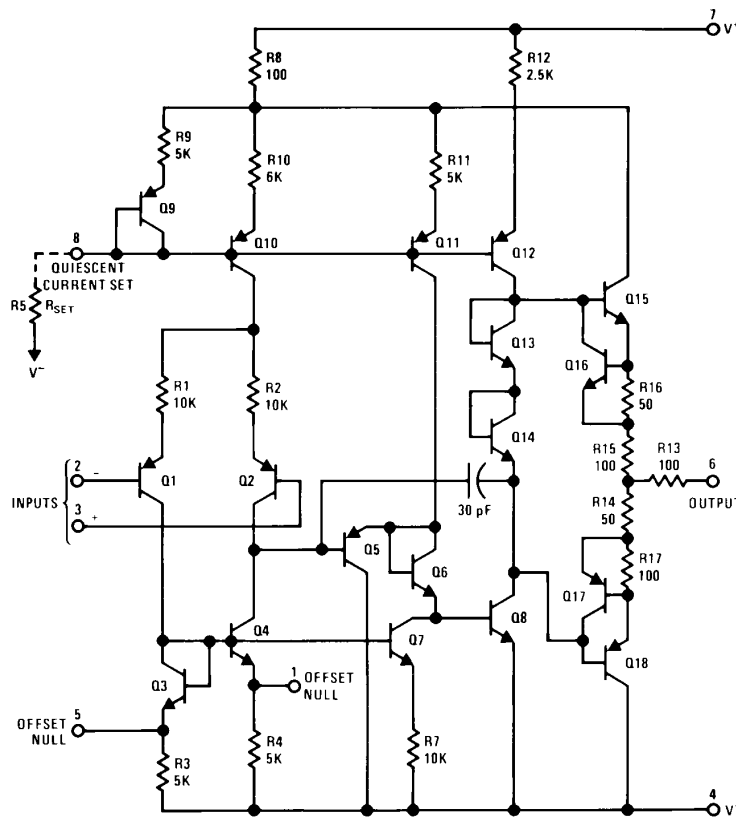 7
V+
R8
100
R12
2.5K
R9
5K
R10
6K
R11
5K
Q9
8
QUIESCENT
CURRENT SET
Q10
Q11
Q12
R5
RSET
V-
Q13
Q15
Q16
R16
50
R1
10K
R2
10K
Q14
R15
100
R13
100
6
OUTPUT
2
-
INPUTS
3
+
Q1
Q2
30 pF
R14
50
Q5
Q6
R17
100
Q17
Q4
Q7
Q8
Q18
Q3
1
OFFSET
NULL
5
OFFSET
NULL
R3
5K
R4
5K
R7
10K
4
V-